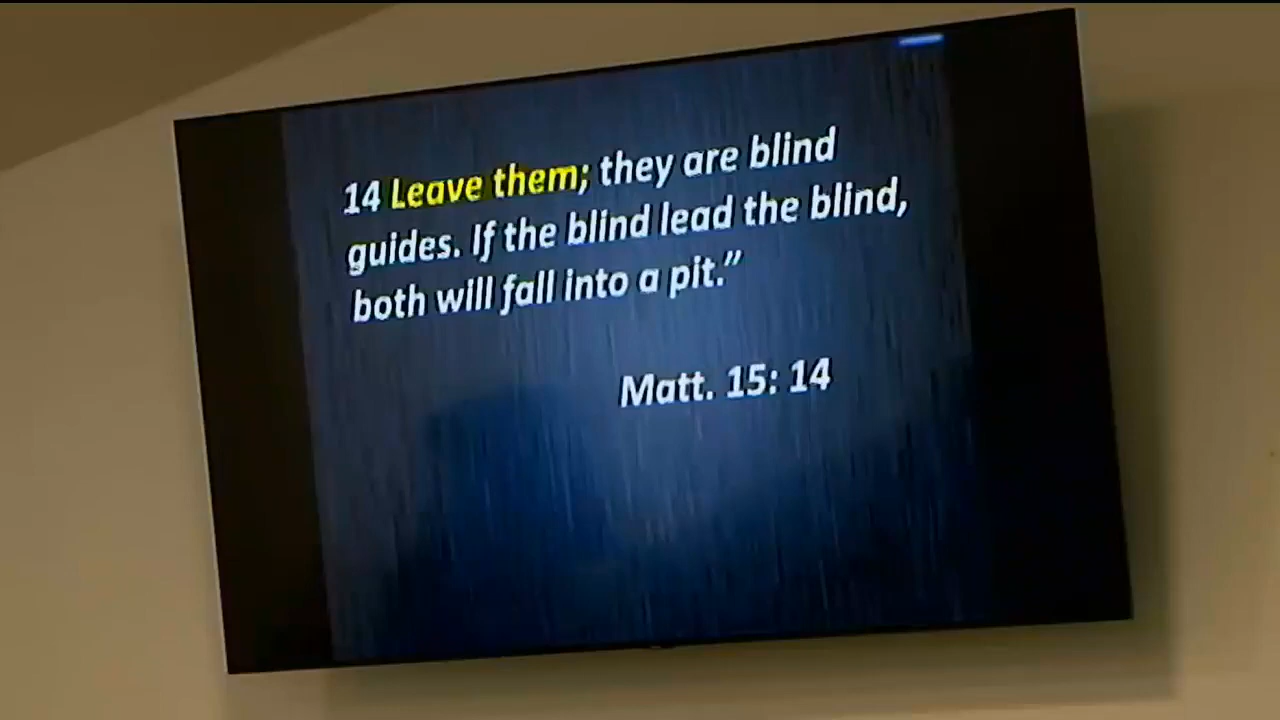 14 Leave them; they are blind
guides. If the blind lead the blind,
both will fall into a pit.”
Matt. 15: 14